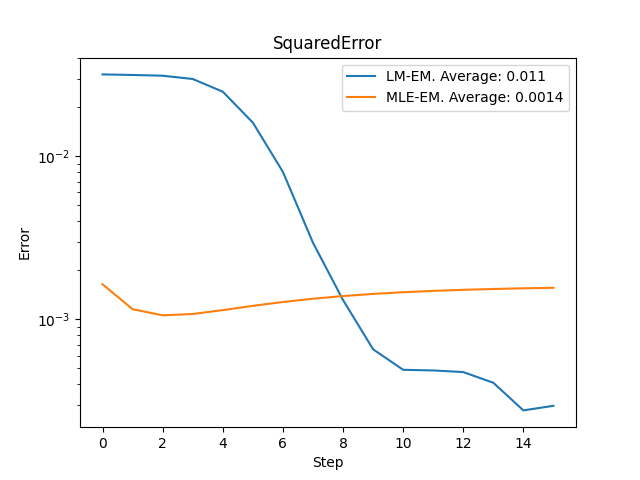 SquaredError
LM-EM. Average: 0.011
MLE-EM. Average: 0.0014
10⁻²
10⁻³
Error
0 2 4 6 8 10 12 14
Step